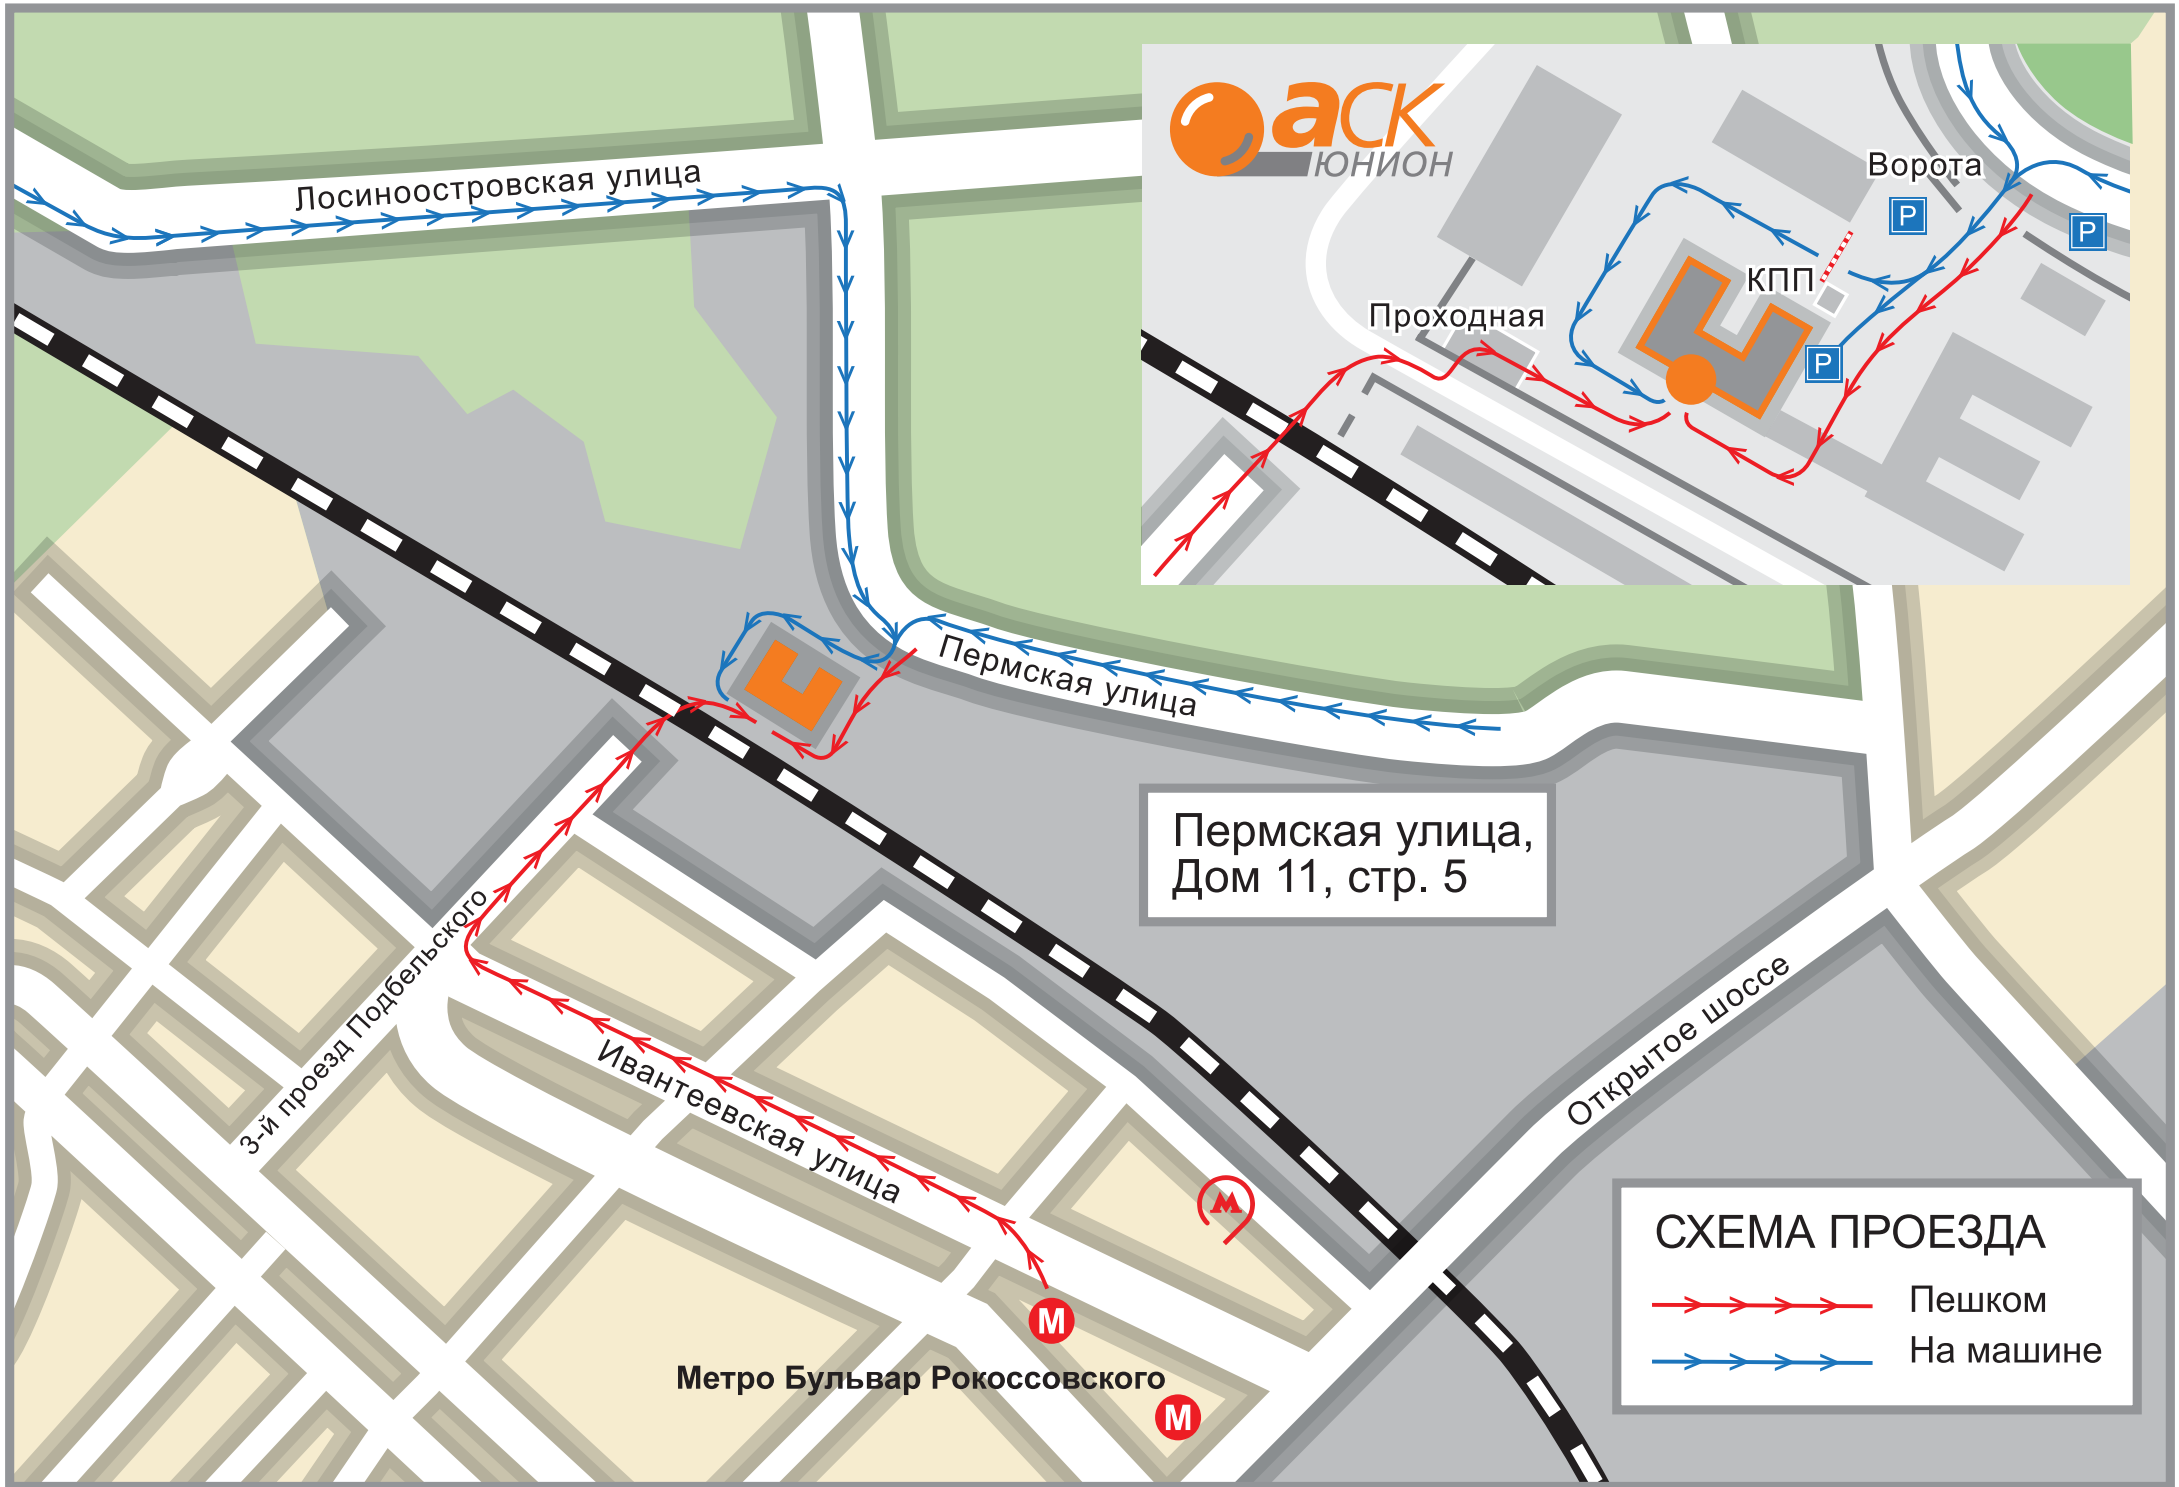 Лосиноостровская улица
аСК
ЮНИОН
Ворота
P
P
КПП
Проходная
P
Пермская улица
Пермская улица,
Дом 11, стр. 5
3-й проезд Подбельского
Ивантеевская улица
Открытое шоссе
М
М
Метро Бульвар Рокоссовского
М
СХЕМА ПРОЕЗДА
Пешком
На машине